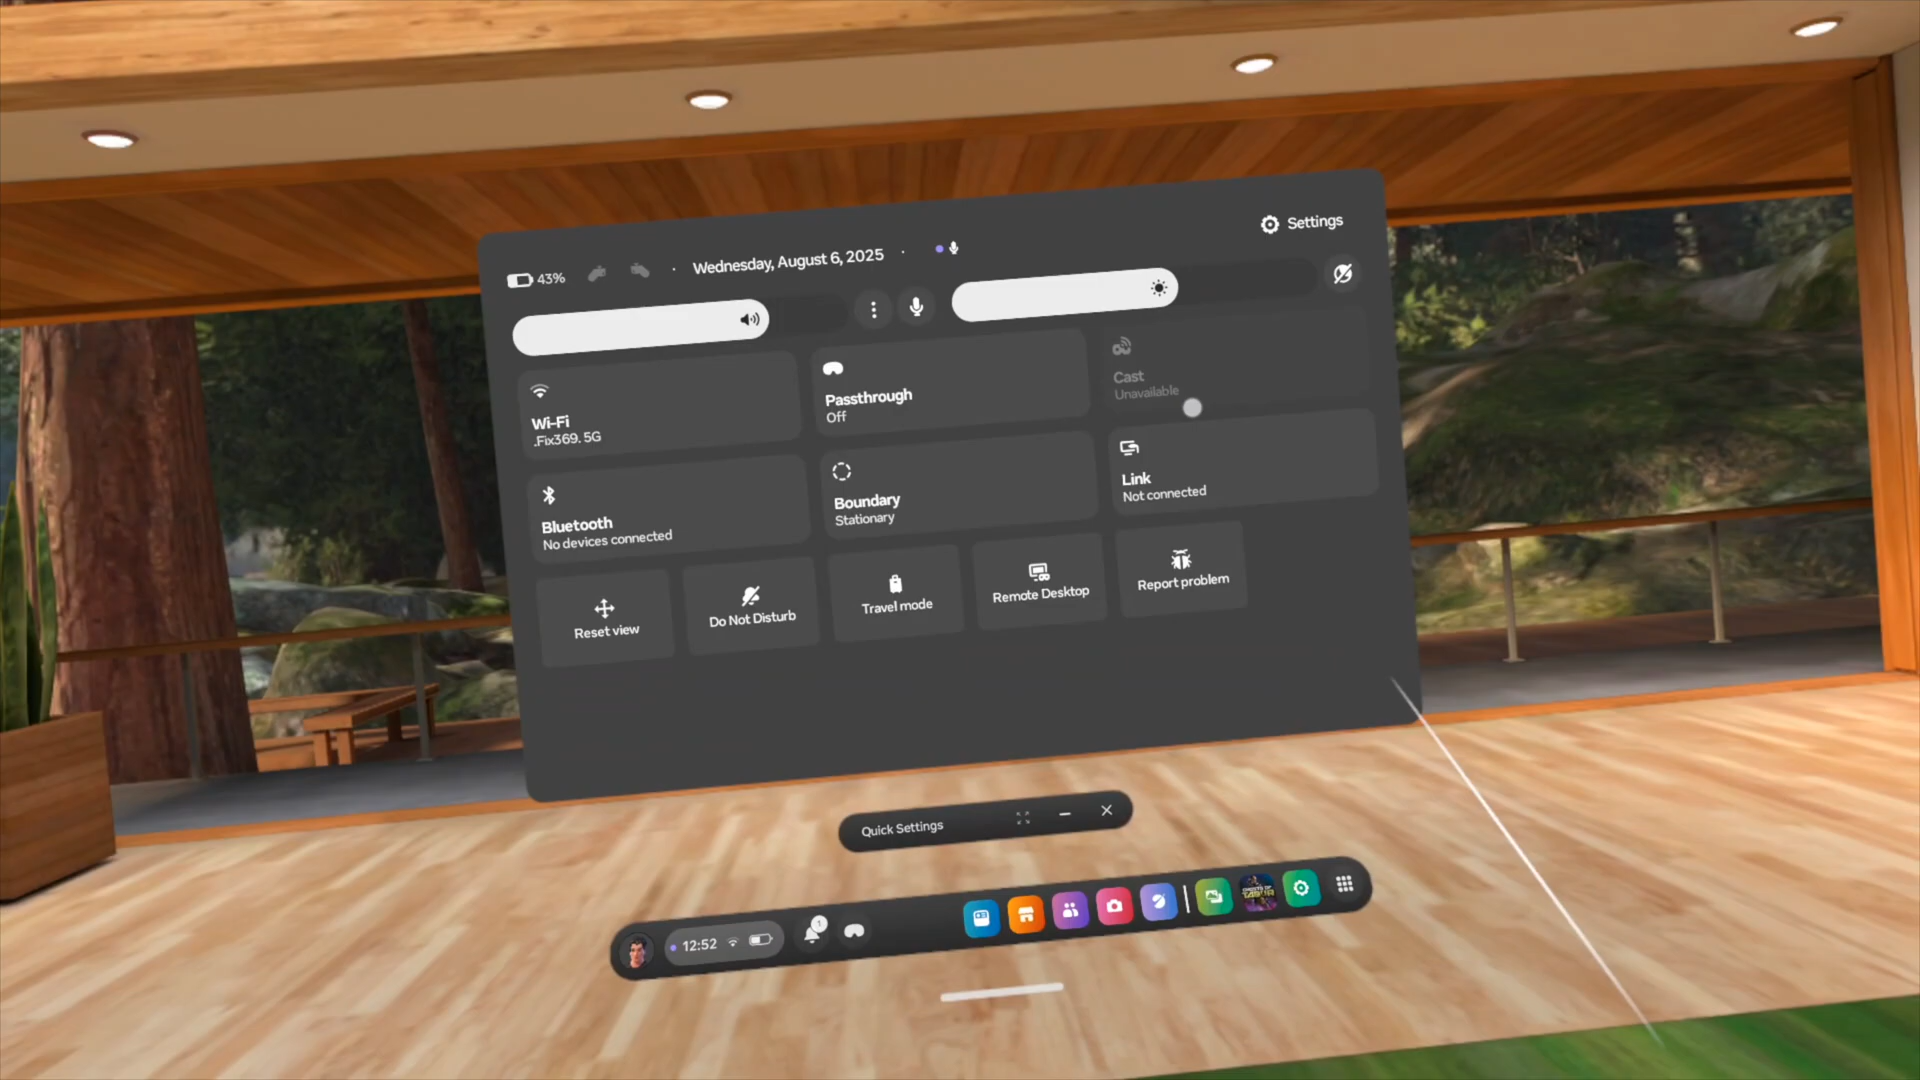 Settings
43% · Wednesday, August 6, 2025 ·
Wi-Fi
.Fix369. 5G
Passthrough
Off
Cast
Unavailable
Bluetooth
No devices connected
Boundary
Stationary
Link
Not connected
Reset view
Do Not Disturb
Travel mode
Remote Desktop
Report problem
Quick Settings
12:52
1